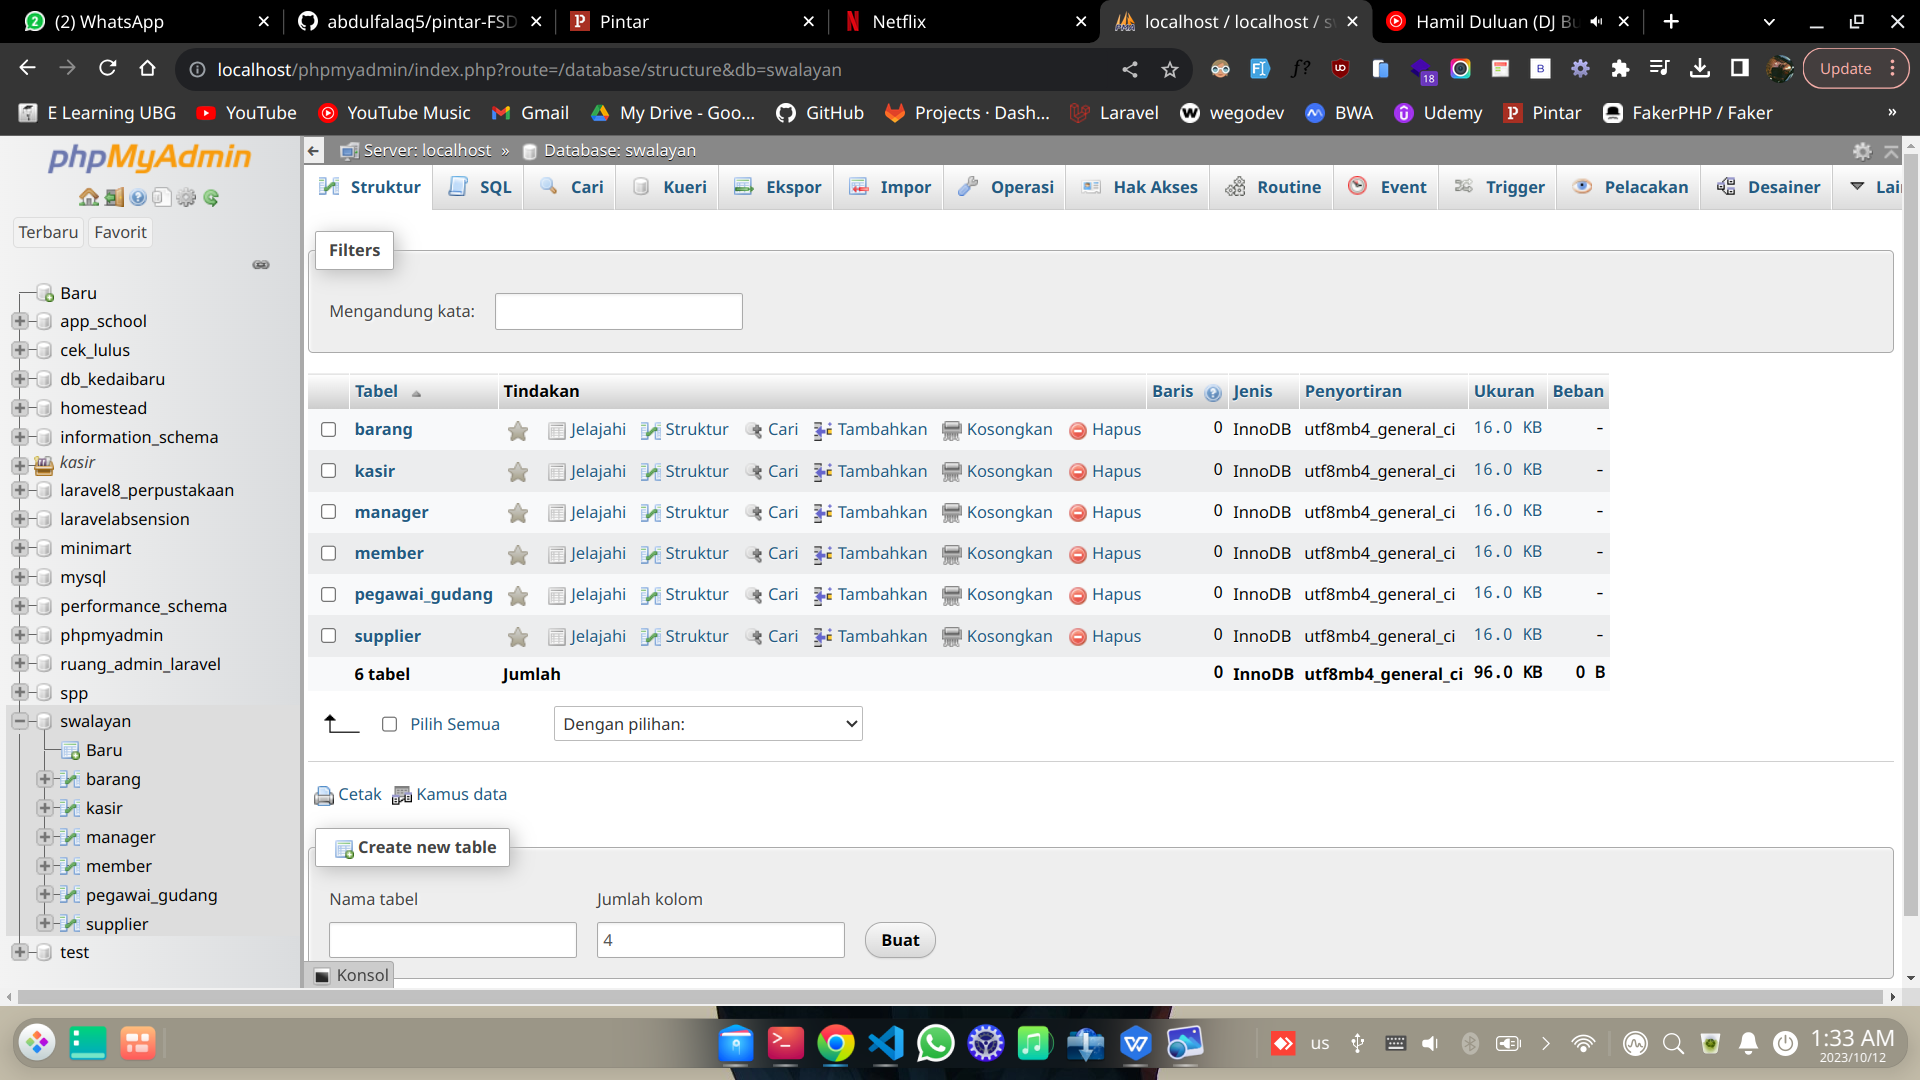 (2) WhatsApp
abdulfalaq5/pintar-FSD
Pintar
Netflix
localhost / localhost / s
Hamil Duluan (DJ Bu
localhost/phpmyadmin/index.php?route=/database/structure&db=swalayan
18
Update
E Learning UBG
YouTube
YouTube Music
Gmail
My Drive - Goo...
GitHub
Projects · Dash...
Laravel
wegodev
BWA
Udemy
Pintar
FakerPHP / Faker
»
phpMyAdmin
Terbaru
Favorit
Baru
app_school
cek_lulus
db_kedaibaru
homestead
information_schema
kasir
laravel8_perpustakaan
laravelabsension
minimart
mysql
performance_schema
phpmyadmin
ruang_admin_laravel
spp
swalayan
Baru
barang
kasir
manager
member
pegawai_gudang
supplier
test
Server: localhost » Database: swalayan
Struktur SQL Cari Kueri Ekspor Impor Operasi Hak Akses Routine Event Trigger Pelacakan Desainer Lai
Filters
Mengandung kata:
Tabel Tindakan Baris Jenis Penyortiran Ukuran Beban
barang Jelajahi Struktur Cari Tambahkan Kosongkan Hapus 0 InnoDB utf8mb4_general_ci 16.0 KB -
kasir Jelajahi Struktur Cari Tambahkan Kosongkan Hapus 0 InnoDB utf8mb4_general_ci 16.0 KB -
manager Jelajahi Struktur Cari Tambahkan Kosongkan Hapus 0 InnoDB utf8mb4_general_ci 16.0 KB -
member Jelajahi Struktur Cari Tambahkan Kosongkan Hapus 0 InnoDB utf8mb4_general_ci 16.0 KB -
pegawai_gudang Jelajahi Struktur Cari Tambahkan Kosongkan Hapus 0 InnoDB utf8mb4_general_ci 16.0 KB -
supplier Jelajahi Struktur Cari Tambahkan Kosongkan Hapus 0 InnoDB utf8mb4_general_ci 16.0 KB -
6 tabel Jumlah 0 InnoDB utf8mb4_general_ci 96.0 KB 0 B
Pilih Semua
Dengan pilihan:
Cetak Kamus data
Create new table
Nama tabel
Jumlah kolom
4
Buat
Konsol
us
1:33 AM
2023/10/12